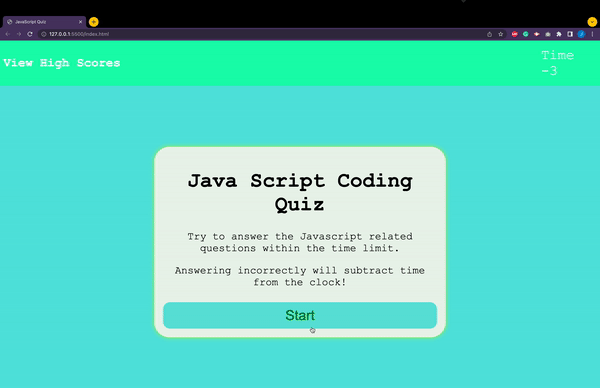 JavaScript Quiz
127.0.0.1:5500/index.html
View High Scores
Time
-3
Java Script Coding
Quiz
Try to answer the Javascript related
questions within the time limit.
Answering incorrectly will subtract time
from the clock!
Start